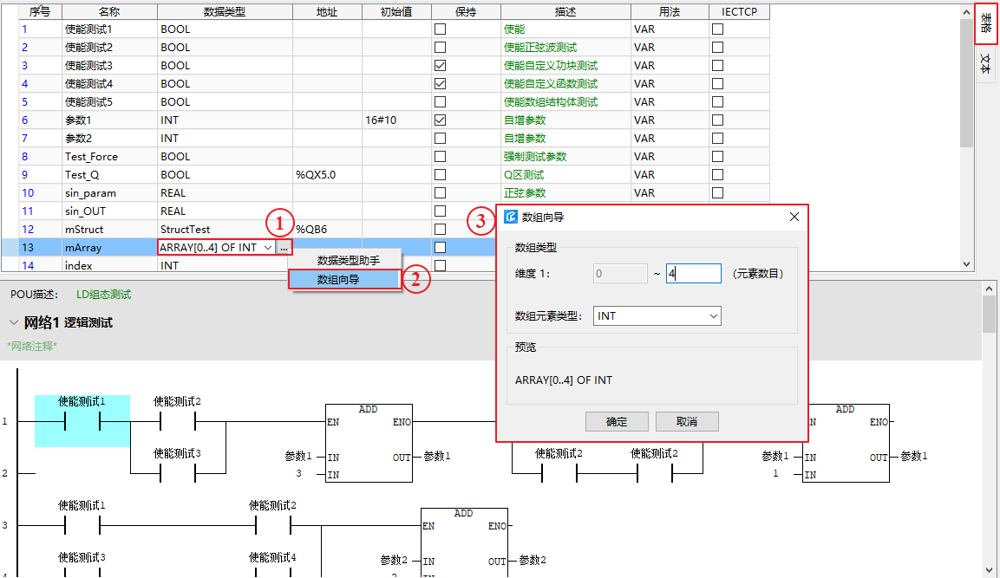 序号 名称 数据类型 地址 初始值 保持 描述 用法 IECTCP
1 使能测试1 BOOL 使能 VAR
2 使能测试2 BOOL 使能正弦波测试 VAR
3 使能测试3 BOOL 使能自定义功块测试 VAR
4 使能测试4 BOOL 使能自定义函数测试 VAR
5 使能测试5 BOOL 使能数组结构体测试 VAR
6 参数1 INT 16#10 自增参数 VAR
7 参数2 INT 自增参数 VAR
8 Test_Force BOOL 强制测试参数 VAR
9 Test_Q BOOL %QX5.0 Q区测试 VAR
10 sin_param REAL 正弦参数 VAR
11 sin_OUT REAL
12 mStruct StructTest %QB6
13 mArray ARRAY[0..4] OF INT ...
14 index INT
表格
文本
①
数据类型助手
数组向导
②
③
数组向导
数组类型
维度 1: 0 ~ 4 (元素数目)
数组元素类型: INT
预览
ARRAY[0..4] OF INT
确定 取消
POU描述: LD组态测试
网络1 逻辑测试
*网络注释*
使能测试1 使能测试2 ADD ADD
1 EN ENO N ENO
使能测试3 使能测试2 使能测试2
参数1 IN OUT 参数1 参数1 IN OUT 参数1
2 3 IN 1 IN
使能测试1 使能测试2 ADD
3 EN ENO
使能测试3 使能测试4 参数2 IN OUT 参数2